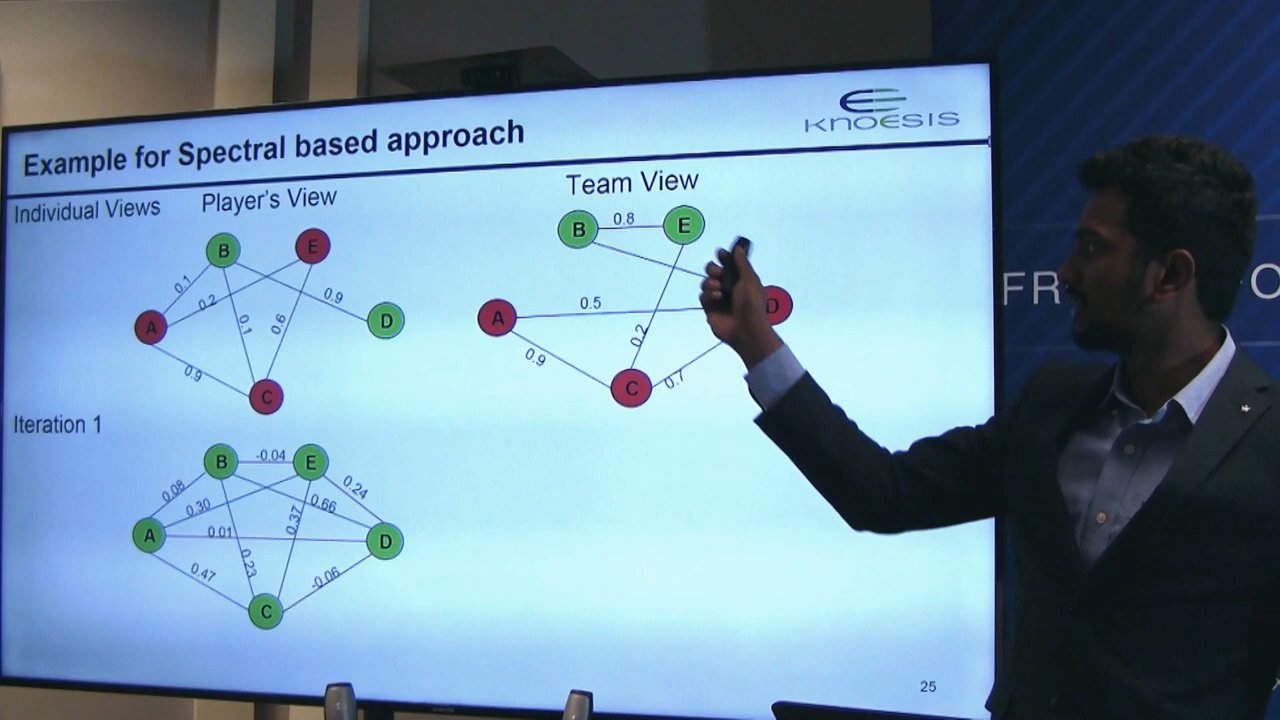 Example for Spectral based approach
KNOESIS
Individual Views
Player's View
Team View
B
E
0.1
0.2
0.9
A
0.1
0.6
D
0.9
C
B
0.8
E
A
0.5
D
0.2
0.9
0.7
C
Iteration 1
B
-0.04
E
0.08
0.30
0.66
0.24
A
0.01
0.37
D
0.47
0.23
-0.06
C
25
FR
O